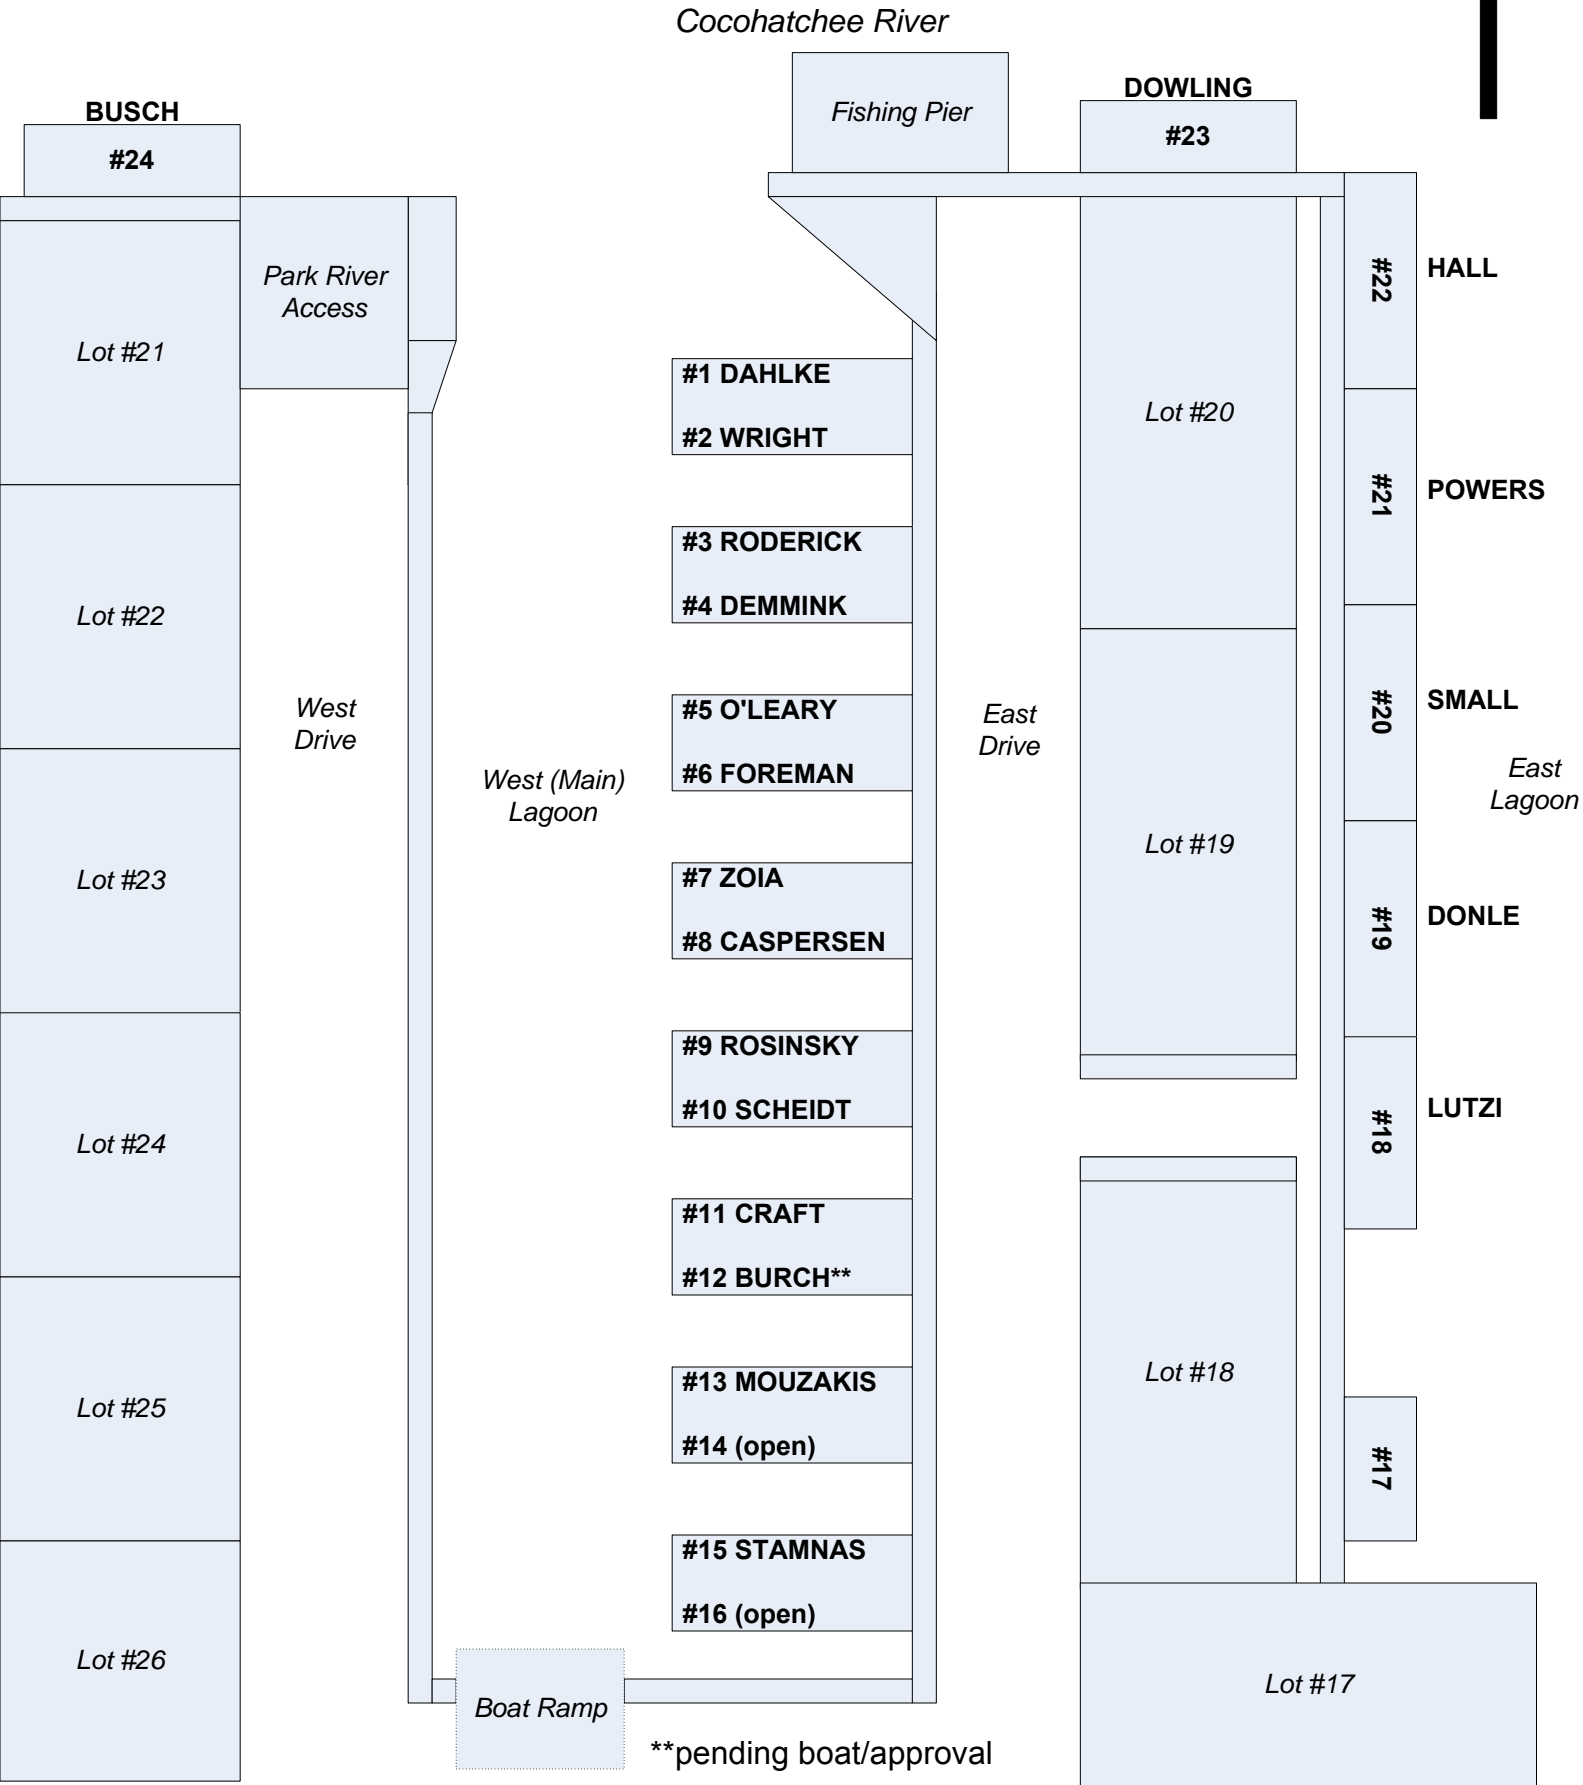 Cocohatchee River
BUSCH
#24
Fishing Pier
DOWLING
#23
Park River
Access
Lot #21
Lot #22
Lot #23
Lot #24
Lot #25
Lot #26
West
Drive
West (Main)
Lagoon
#1 DAHLKE
#2 WRIGHT
#3 RODERICK
#4 DEMMINK
#5 O'LEARY
#6 FOREMAN
#7 ZOIA
#8 CASPERSEN
#9 ROSINSKY
#10 SCHEIDT
#11 CRAFT
#12 BURCH**
#13 MOUZAKIS
#14 (open)
#15 STAMNAS
#16 (open)
Boat Ramp
**pending boat/approval
East
Drive
Lot #20
Lot #19
Lot #18
Lot #17
#22
HALL
#21
POWERS
#20
SMALL
East
Lagoon
#19
DONLE
#18
LUTZI
#17